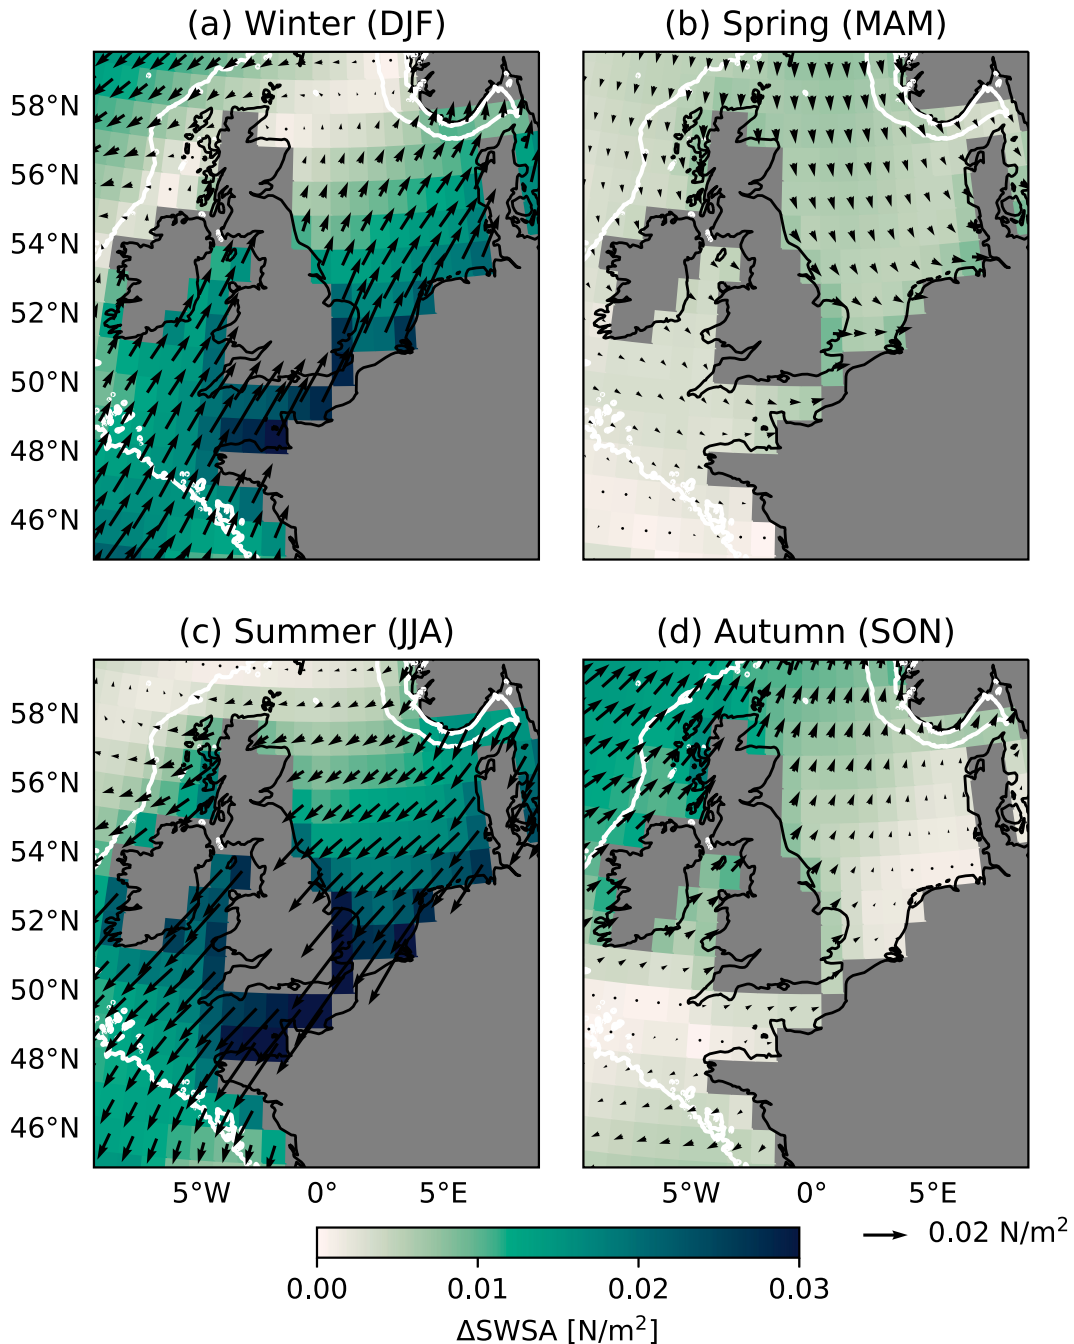 (a) Winter (DJF)
(b) Spring (MAM)
58°N
56°N
54°N
52°N
50°N
48°N
46°N
(c) Summer (JJA)
(d) Autumn (SON)
58°N
56°N
54°N
52°N
50°N
48°N
46°N
5°W 0° 5°E
5°W 0° 5°E
0.02 N/m²
0.00 0.01 0.02 0.03
ΔSWSA [N/m²]